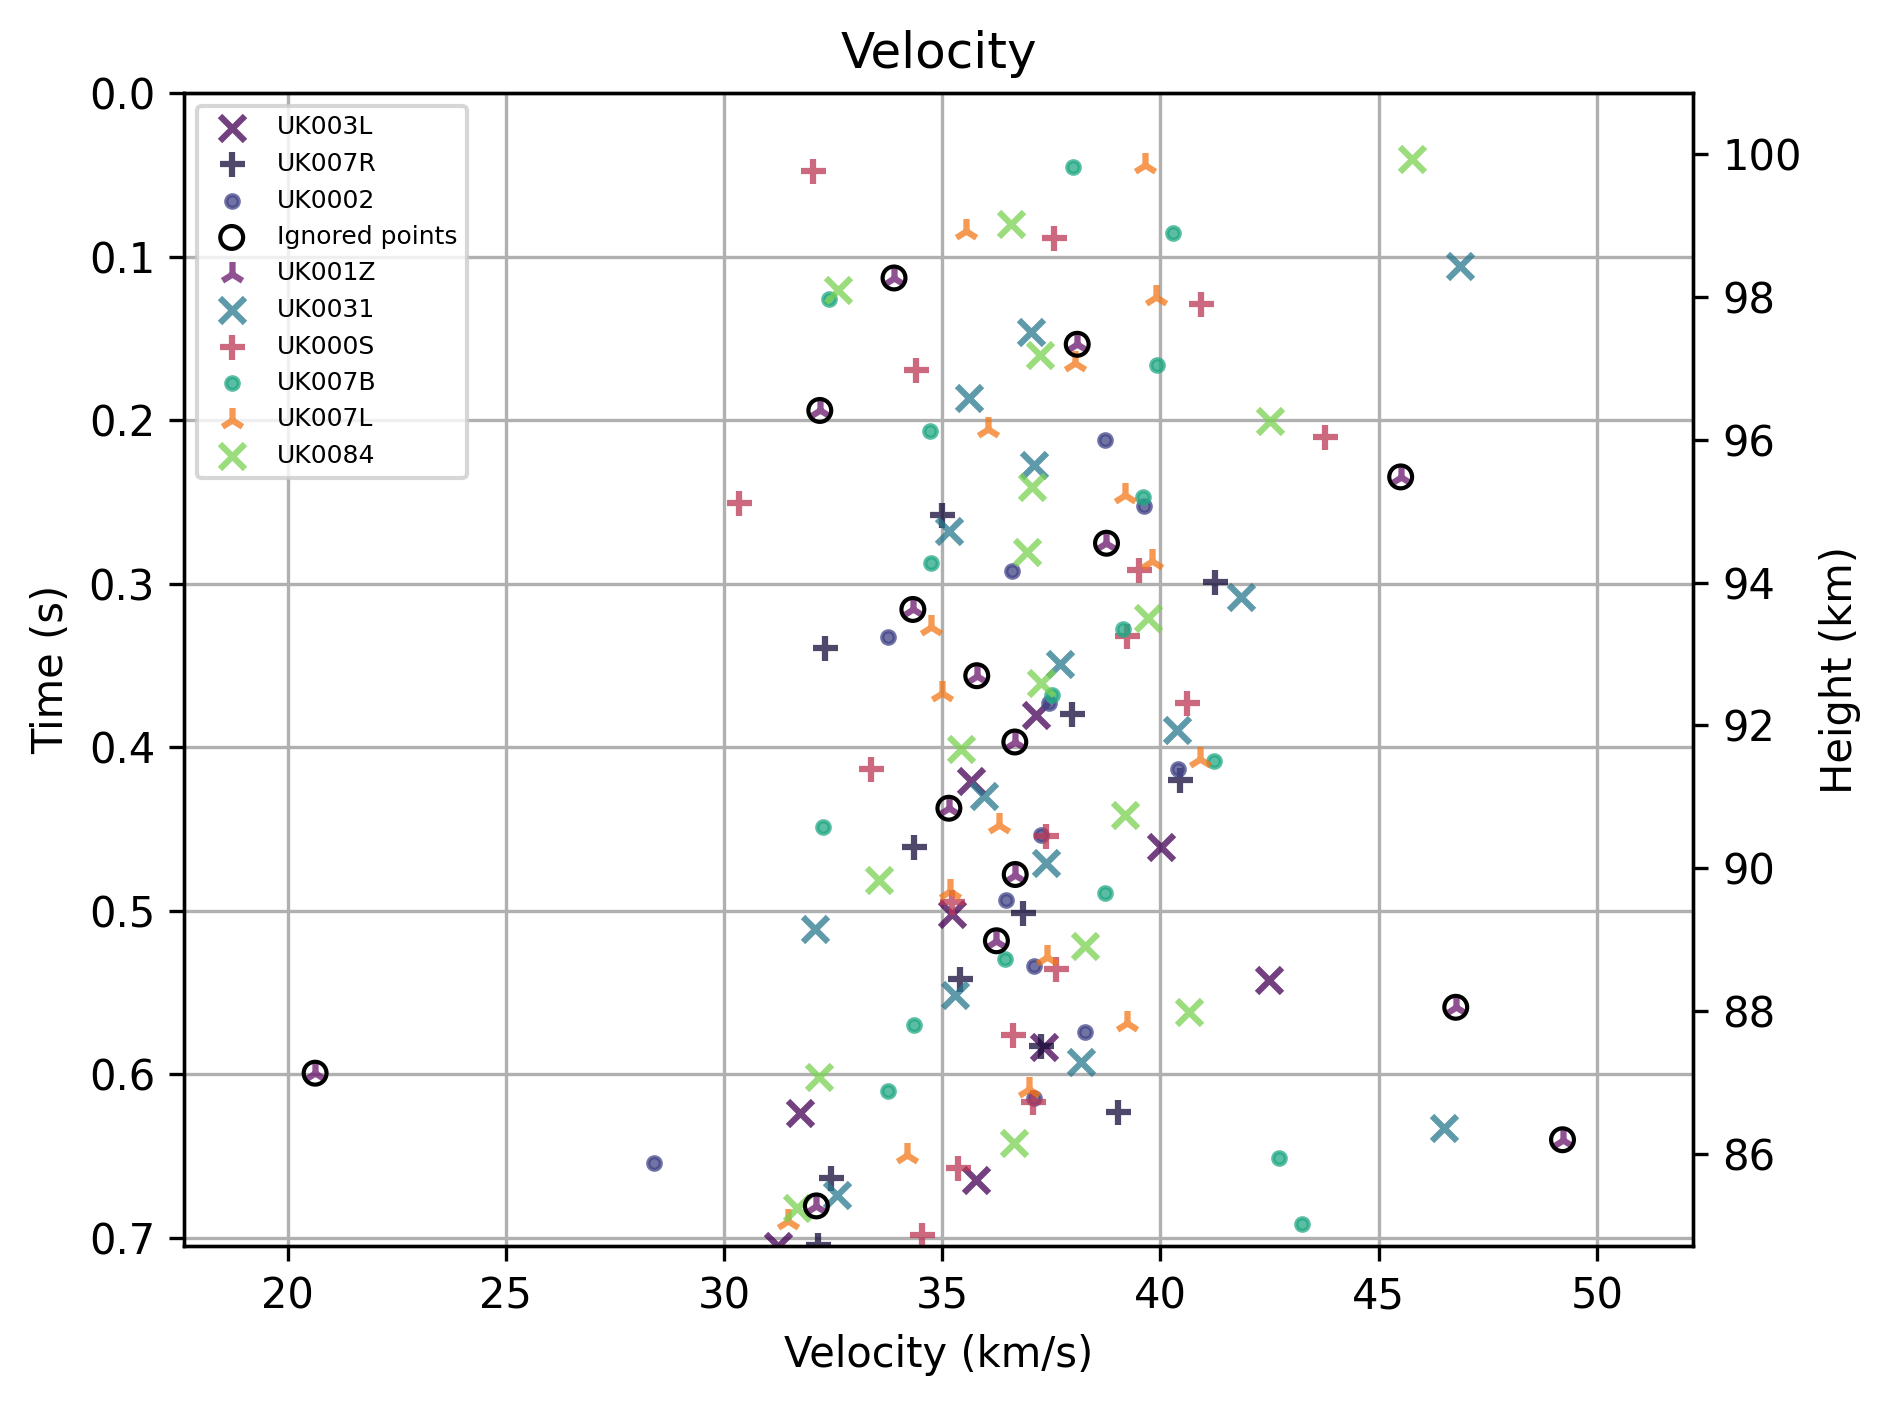 Velocity
0.0
0.1
0.2
0.3
0.4
0.5
0.6
0.7
Time (s)
UK003L
UK007R
UK0002
Ignored points
UK001Z
UK0031
UK000S
UK007B
UK007L
UK0084
100
98
96
94
92
90
88
86
Height (km)
20 25 30 35 40 45 50
Velocity (km/s)